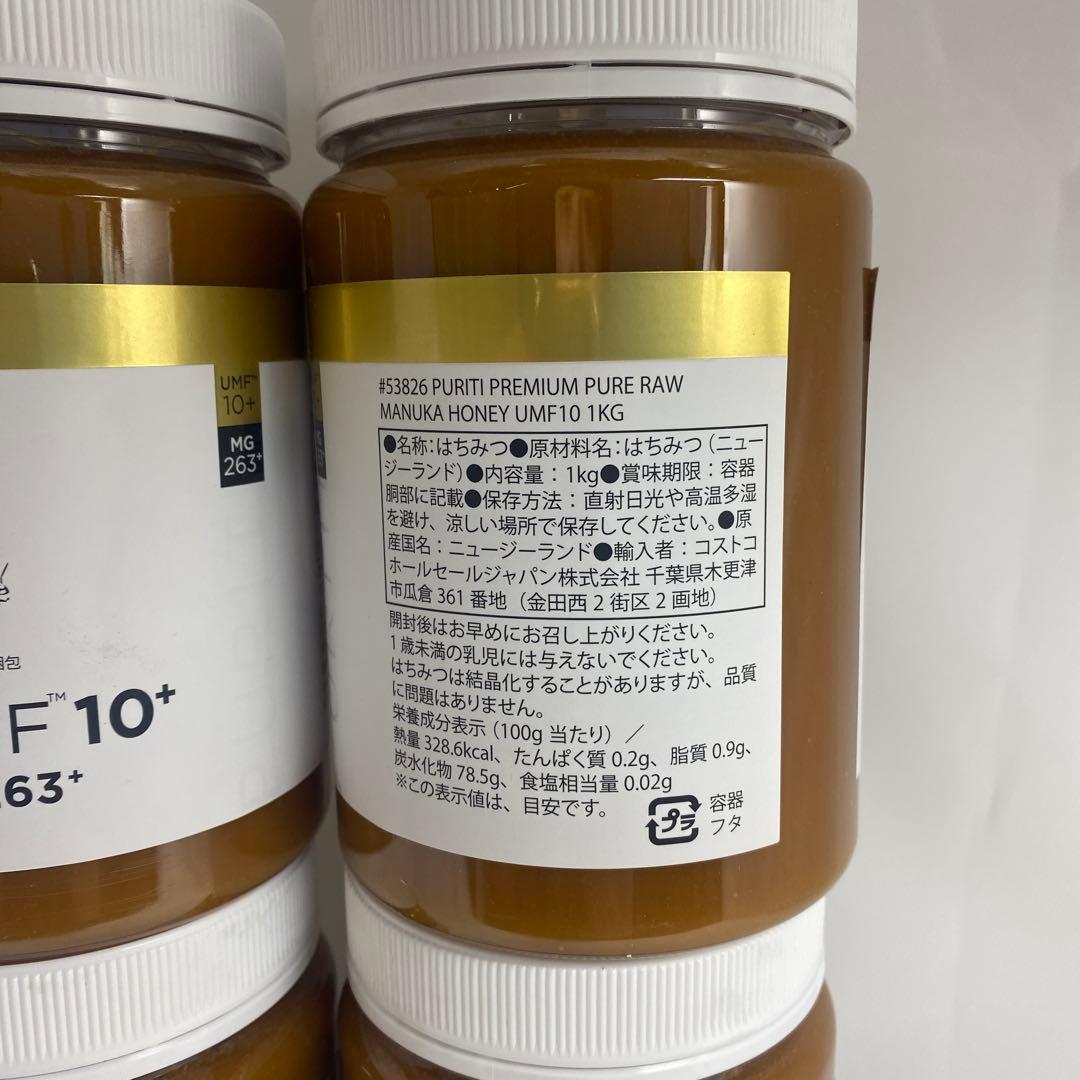 UMF™
10+
MG
263+
F™ 10+
263+
#53826 PURITI PREMIUM PURE RAW
MANUKA HONEY UMF10 1KG
●名称：はちみつ●原材料名：はちみつ（ニュー
ジーランド）●内容量：1kg●賞味期限：容器
胴部に記載●保存方法：直射日光や高温多湿
を避け、涼しい場所で保存してください。●原
産国名：ニュージーランド●輸入者：コストコ
ホールセールジャパン株式会社 千葉県木更津
市瓜倉 361 番地（金田西 2 街区 2 画地）
開封後はお早めにお召し上がりください。
1 歳未満の乳児には与えないでください。
はちみつは結晶化することがありますが、品質
に問題はありません。
栄養成分表示（100g 当たり）／
熱量 328.6kcal、たんぱく質 0.2g、脂質 0.9g、
炭水化物 78.5g、食塩相当量 0.02g
※この表示値は、目安です。
プラ
容器
フタ